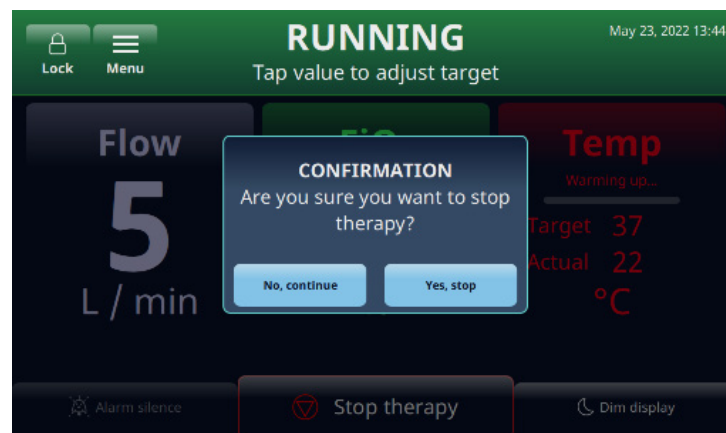 RUNNING
May 23, 2022 13:44
Tap value to adjust target
Lock
Menu
Flow
5
L / min
Temp
Warming up...
Target 37
Actual 22
°C
CONFIRMATION
Are you sure you want to stop
therapy?
No, continue
Yes, stop
Alarm silence
Stop therapy
Dim display